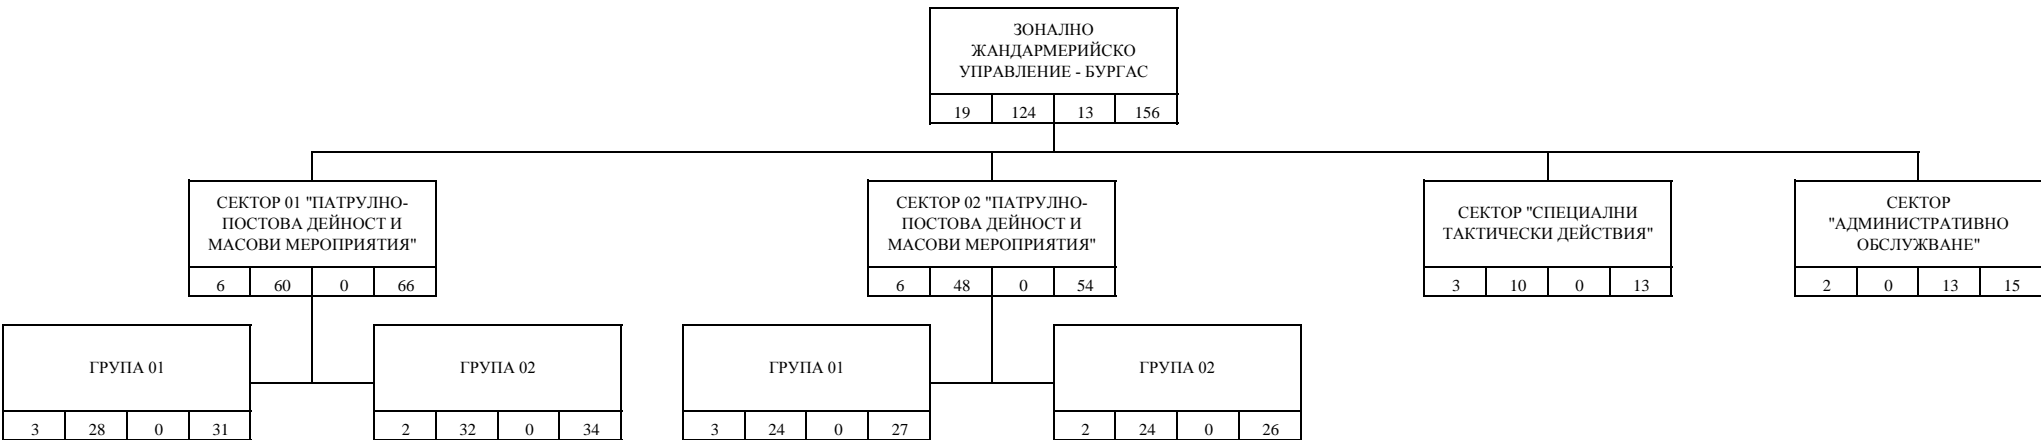 ЗОНАЛНО
ЖАНДАРМЕРИЙСКО
УПРАВЛЕНИЕ - БУРГАС
19 124 13 156
СЕКТОР 01 "ПАТРУЛНО-
ПОСТОВА ДЕЙНОСТ И
МАСОВИ МЕРОПРИЯТИЯ"
6 60 0 66
СЕКТОР 02 "ПАТРУЛНО-
ПОСТОВА ДЕЙНОСТ И
МАСОВИ МЕРОПРИЯТИЯ"
6 48 0 54
СЕКТОР "СПЕЦИАЛНИ
ТАКТИЧЕСКИ ДЕЙСТВИЯ"
3 10 0 13
СЕКТОР
"АДМИНИСТРАТИВНО
ОБСЛУЖВАНЕ"
2 0 13 15
ГРУПА 01
3 28 0 31
ГРУПА 02
2 32 0 34
ГРУПА 01
3 24 0 27
ГРУПА 02
2 24 0 26